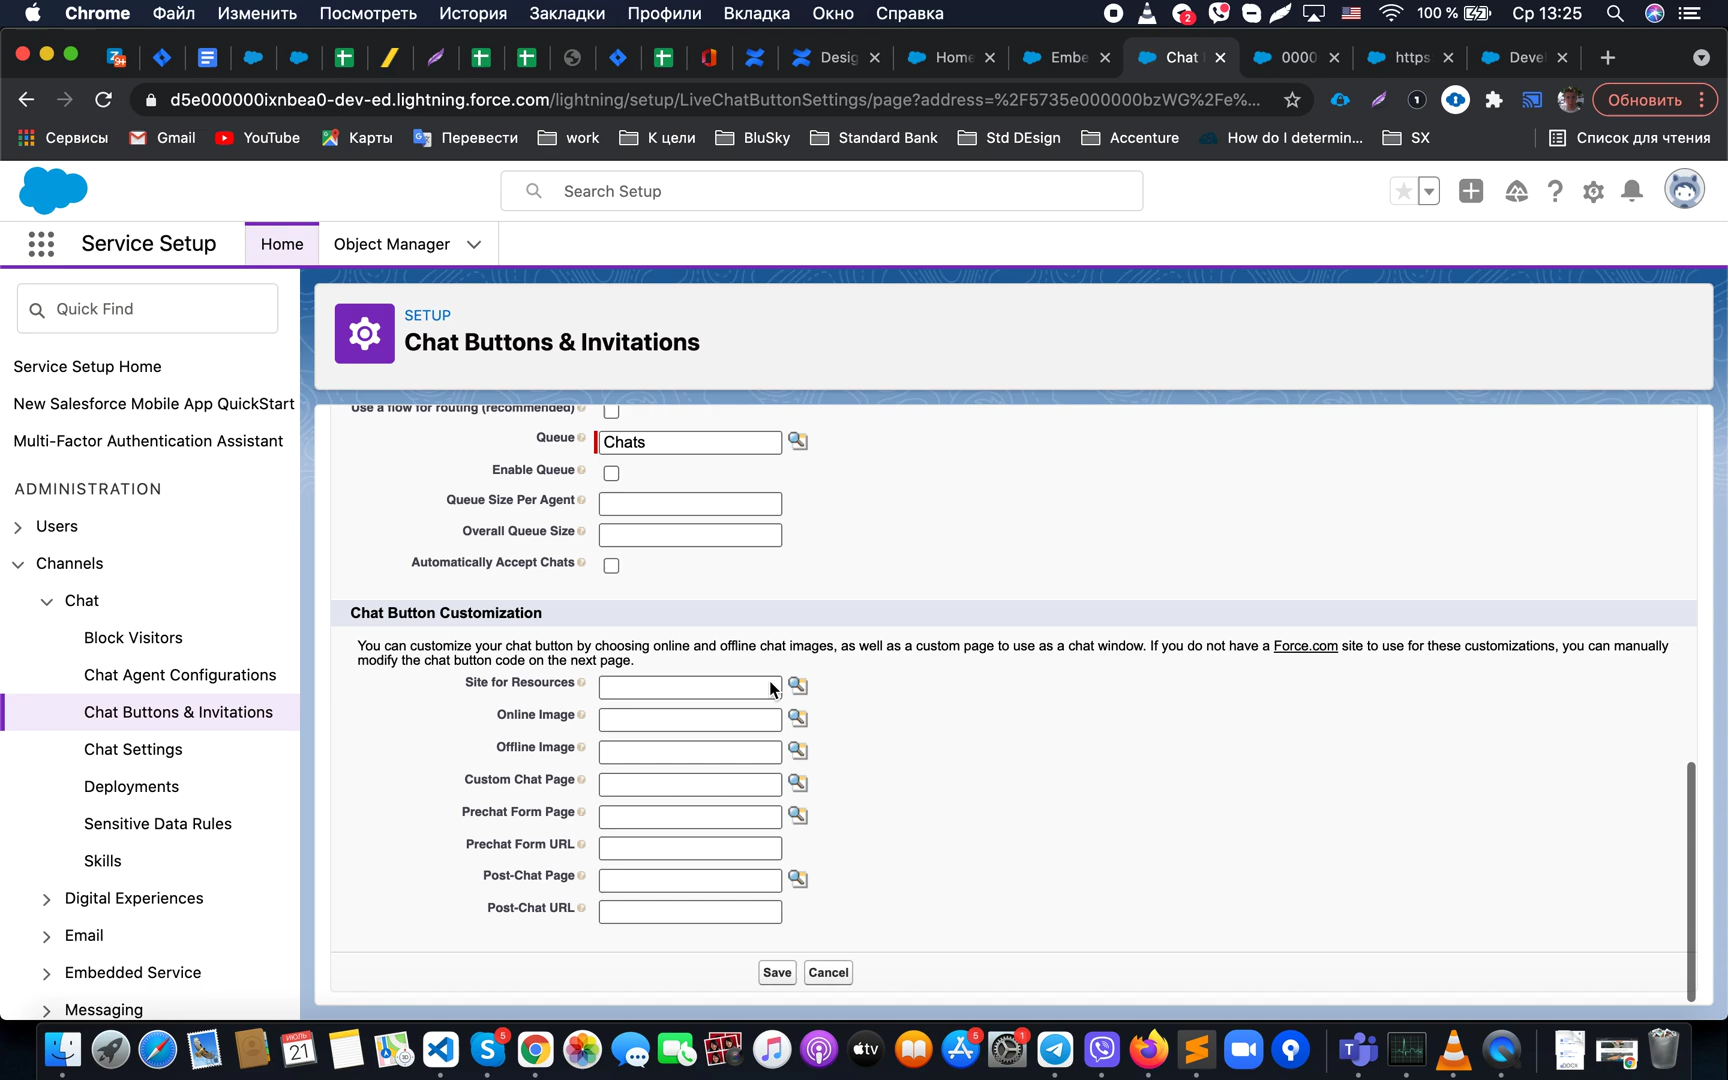 Chrome Файл Изменить Посмотреть История Закладки Профили Вкладка Окно Справка 2 100 % Ср 13:25
9+ Desig Home Embe Chat 0000 https Deve
d5e000000ixnbea0-dev-ed.lightning.force.com/lightning/setup/LiveChatButtonSettings/page?address=%2F5735e000000bzWG%2Fe%... Обновить
Сервисы Gmail YouTube Карты Перевести work К цели BluSky Standard Bank Std DEsign Accenture How do I determin... SX Список для чтения
Search Setup
Service Setup Home Object Manager
Quick Find
SETUP
Chat Buttons & Invitations
Service Setup Home
New Salesforce Mobile App QuickStart
Multi-Factor Authentication Assistant
ADMINISTRATION
Users
Channels
Chat
Block Visitors
Chat Agent Configurations
Chat Buttons & Invitations
Chat Settings
Deployments
Sensitive Data Rules
Skills
Digital Experiences
Email
Embedded Service
Messaging
Use a flow for routing (recommended)
Queue Chats
Enable Queue
Queue Size Per Agent
Overall Queue Size
Automatically Accept Chats
Chat Button Customization
You can customize your chat button by choosing online and offline chat images, as well as a custom page to use as a chat window. If you do not have a Force.com site to use for these customizations, you can manually
modify the chat button code on the next page.
Site for Resources
Online Image
Offline Image
Custom Chat Page
Prechat Form Page
Prechat Form URL
Post-Chat Page
Post-Chat URL
Save Cancel
ИЮЛЬ 21 5 tv 5 1